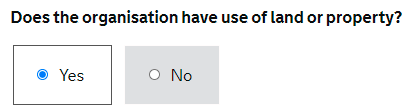 Does the organisation have use of land or property?
Yes
No